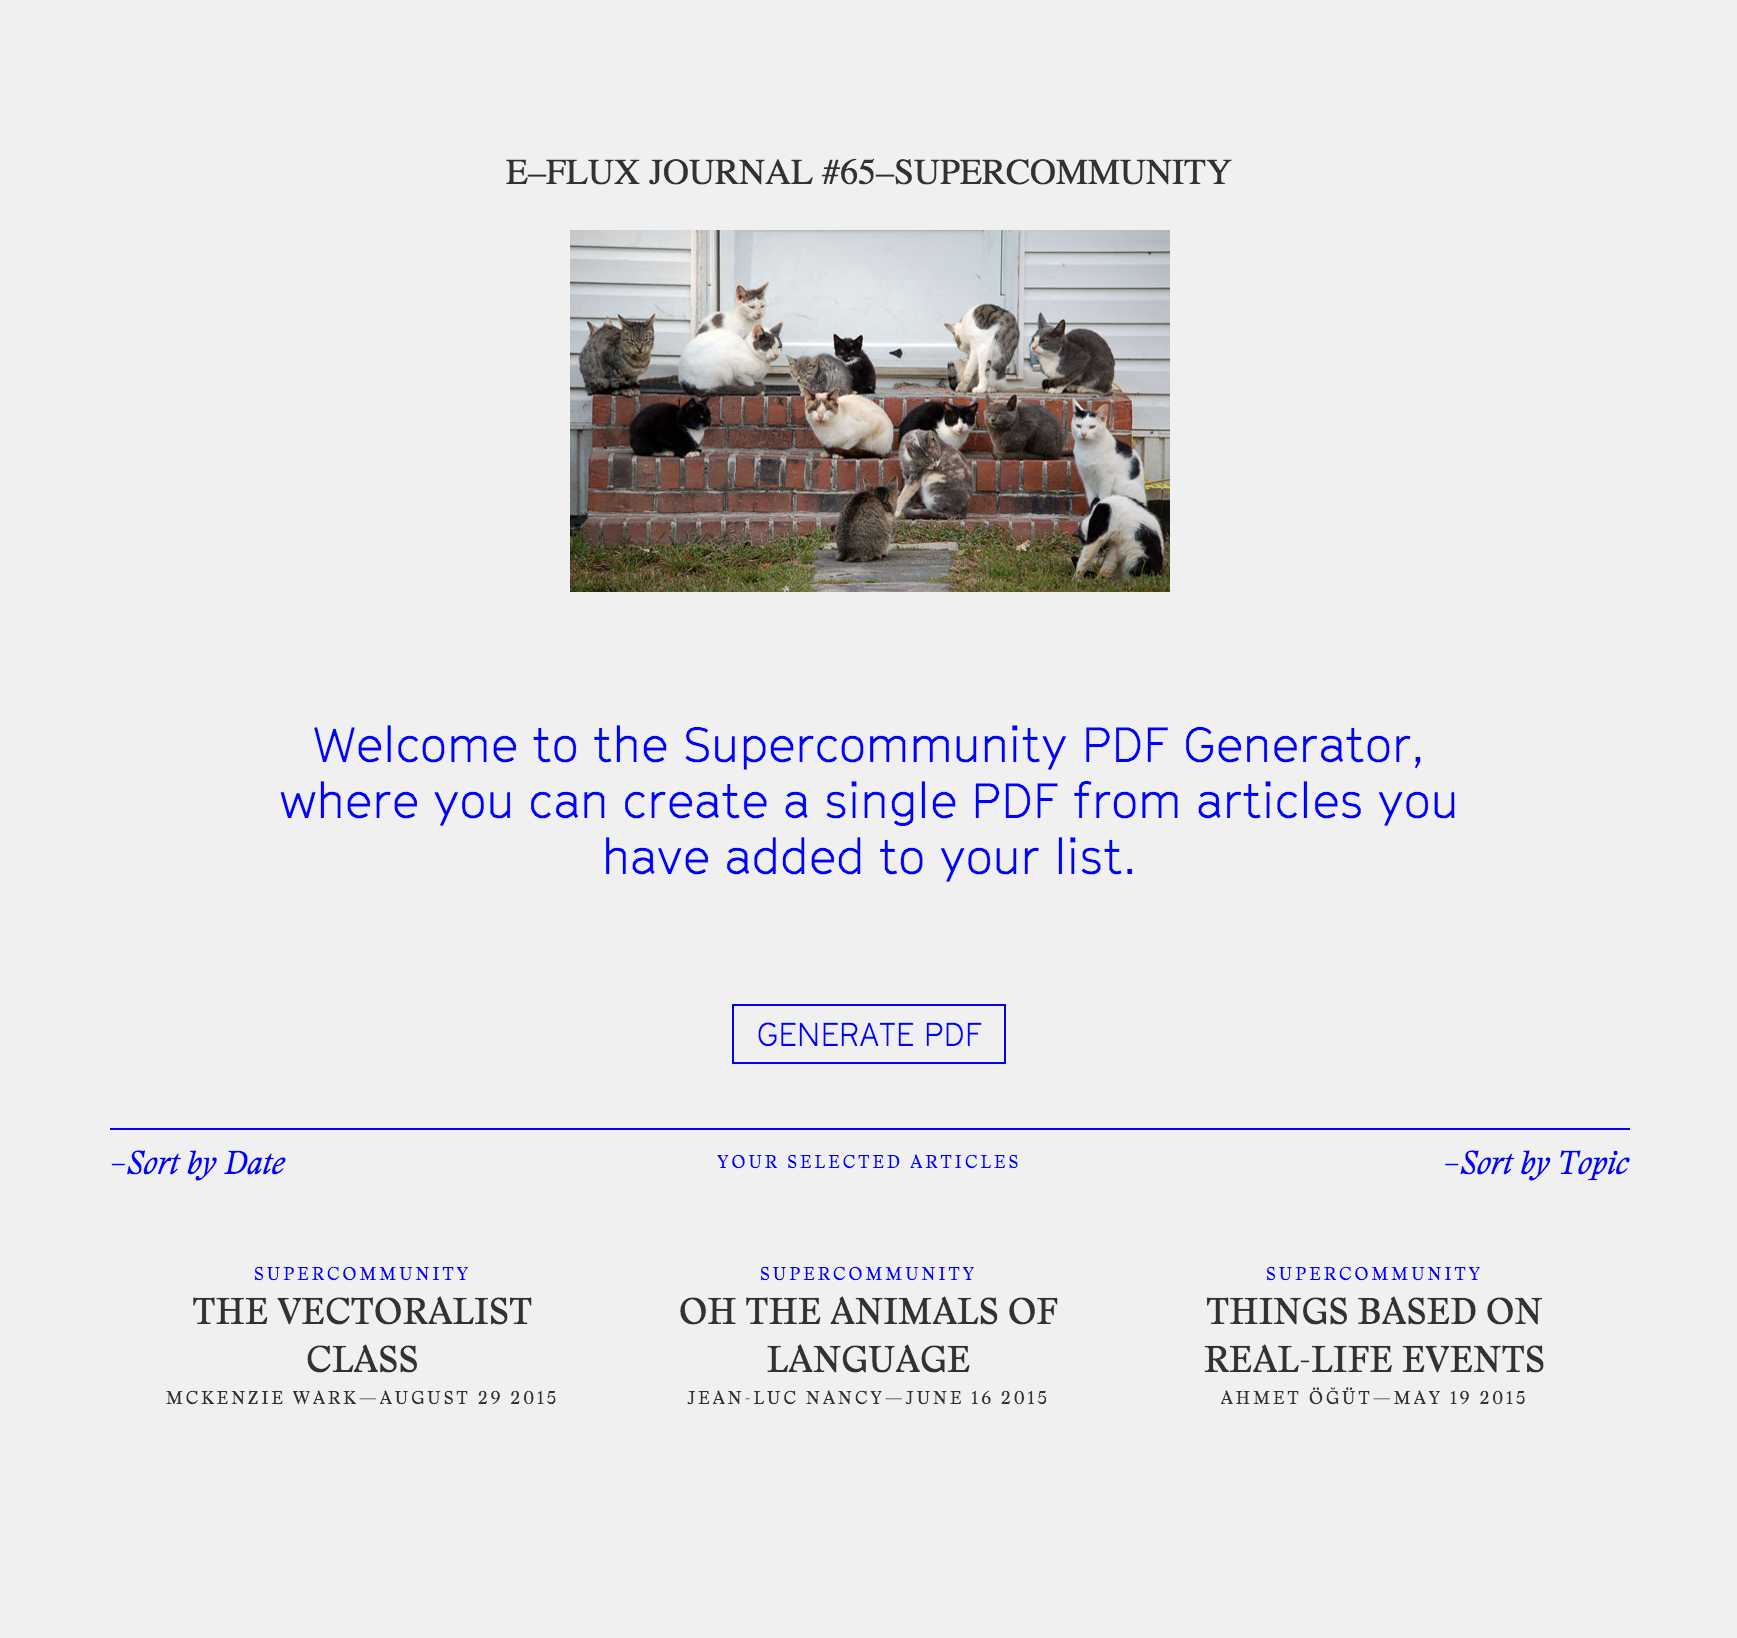 E–FLUX JOURNAL #65–SUPERCOMMUNITY
Welcome to the Supercommunity PDF Generator,
where you can create a single PDF from articles you
have added to your list.
GENERATE PDF
–Sort by Date
YOUR SELECTED ARTICLES
–Sort by Topic
SUPERCOMMUNITY
THE VECTORALIST
CLASS
MCKENZIE WARK—AUGUST 29 2015
SUPERCOMMUNITY
OH THE ANIMALS OF
LANGUAGE
JEAN-LUC NANCY—JUNE 16 2015
SUPERCOMMUNITY
THINGS BASED ON
REAL-LIFE EVENTS
AHMET ÖĞÜT—MAY 19 2015